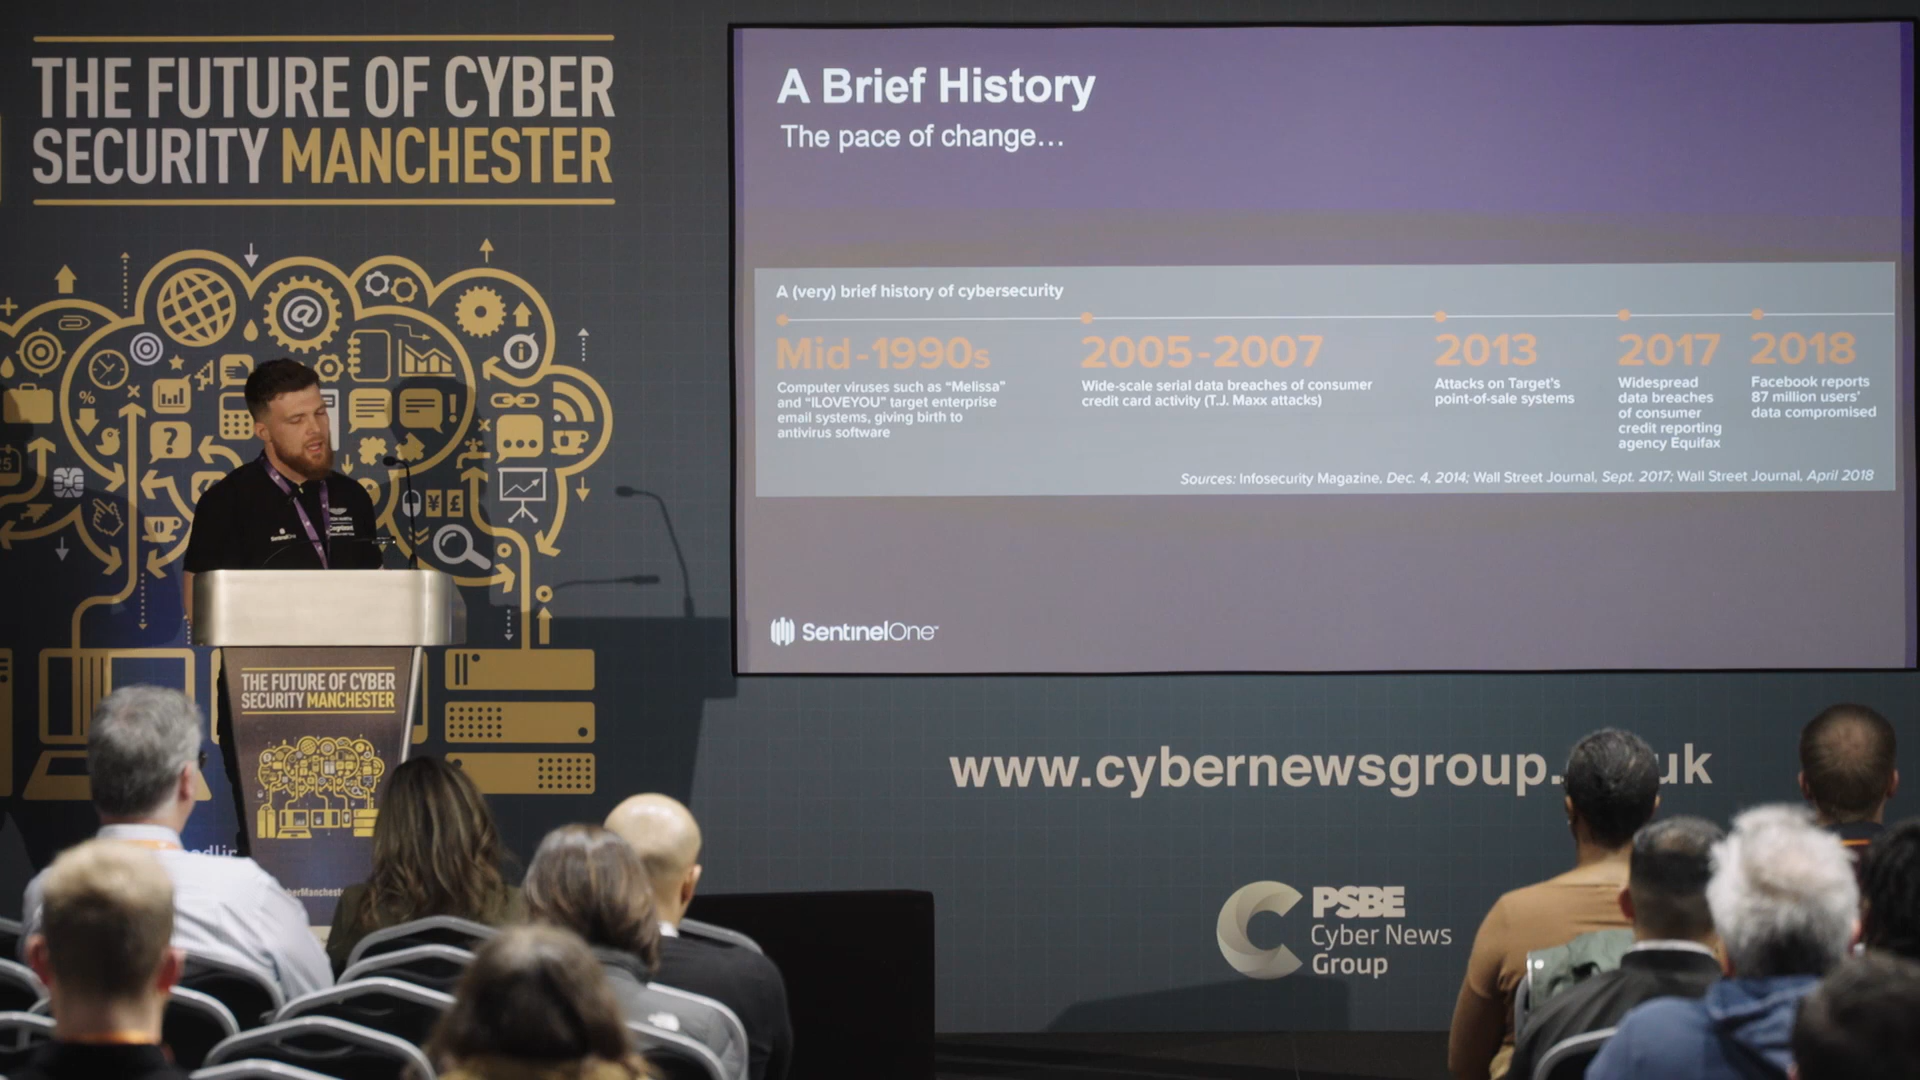 THE FUTURE OF CYBER
SECURITY MANCHESTER
A Brief History
The pace of change...
A (very) brief history of cybersecurity
Mid-1990s
Computer viruses such as “Melissa”
and “ILOVEYOU” target enterprise
email systems, giving birth to
antivirus software
2005-2007
Wide-scale serial data breaches of consumer
credit card activity (T.J. Maxx attacks)
2013
Attacks on Target’s
point-of-sale systems
2017
Widespread
data breaches
of consumer
credit reporting
agency Equifax
2018
Facebook reports
87 million users’
data compromised
Sources: Infosecurity Magazine, Dec. 4, 2014; Wall Street Journal, Sept. 2017; Wall Street Journal, April 2018
SentinelOne
SentinelOne
Cognizant
THE FUTURE OF CYBER
SECURITY MANCHESTER
www.cybernewsgroup. uk
PSBE
Cyber News
Group